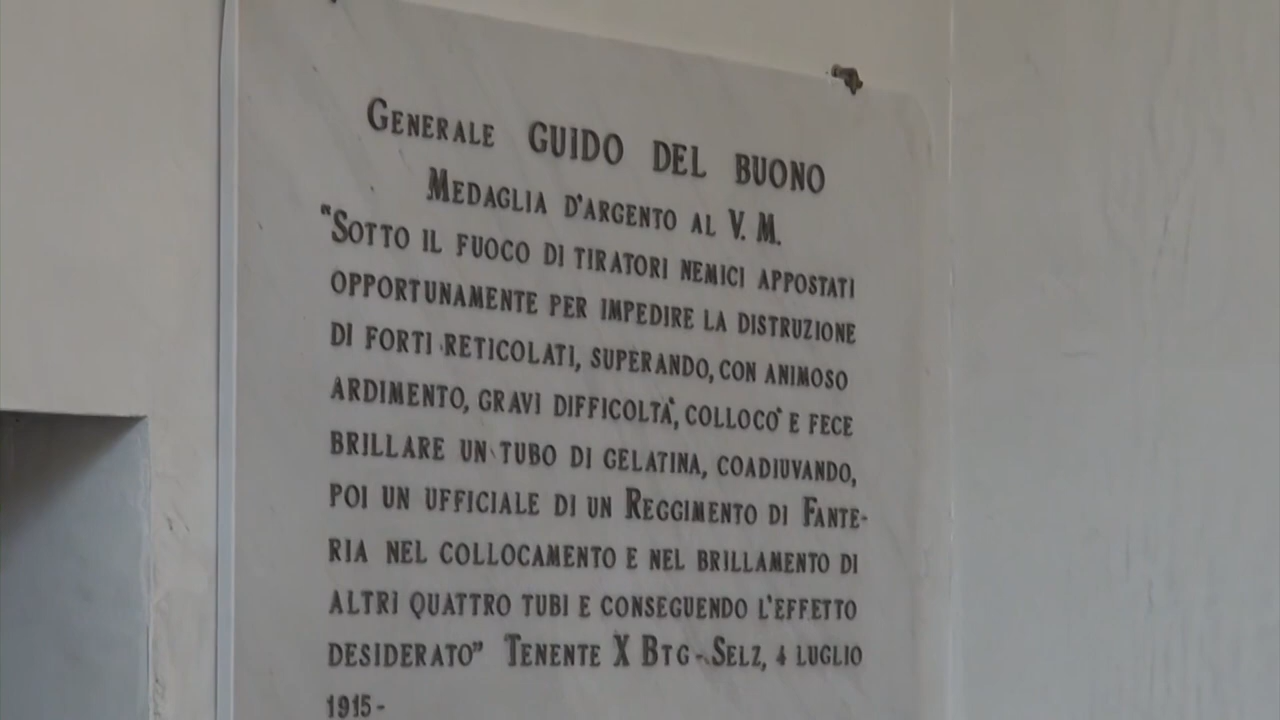 Generale GUIDO DEL BUONO
Medaglia d'argento al V. M.
"Sotto il fuoco di tiratori nemici appostati
opportunamente per impedire la distruzione
di forti reticolati, superando, con animoso
ardimento, gravi difficoltà, collocò e fece
brillare un tubo di gelatina, coadiuvando,
poi un ufficiale di un Reggimento di Fante-
ria nel collocamento e nel brillamento di
altri quattro tubi e conseguendo l'effetto
desiderato" Tenente X Btg - Selz, 4 luglio
1915 -